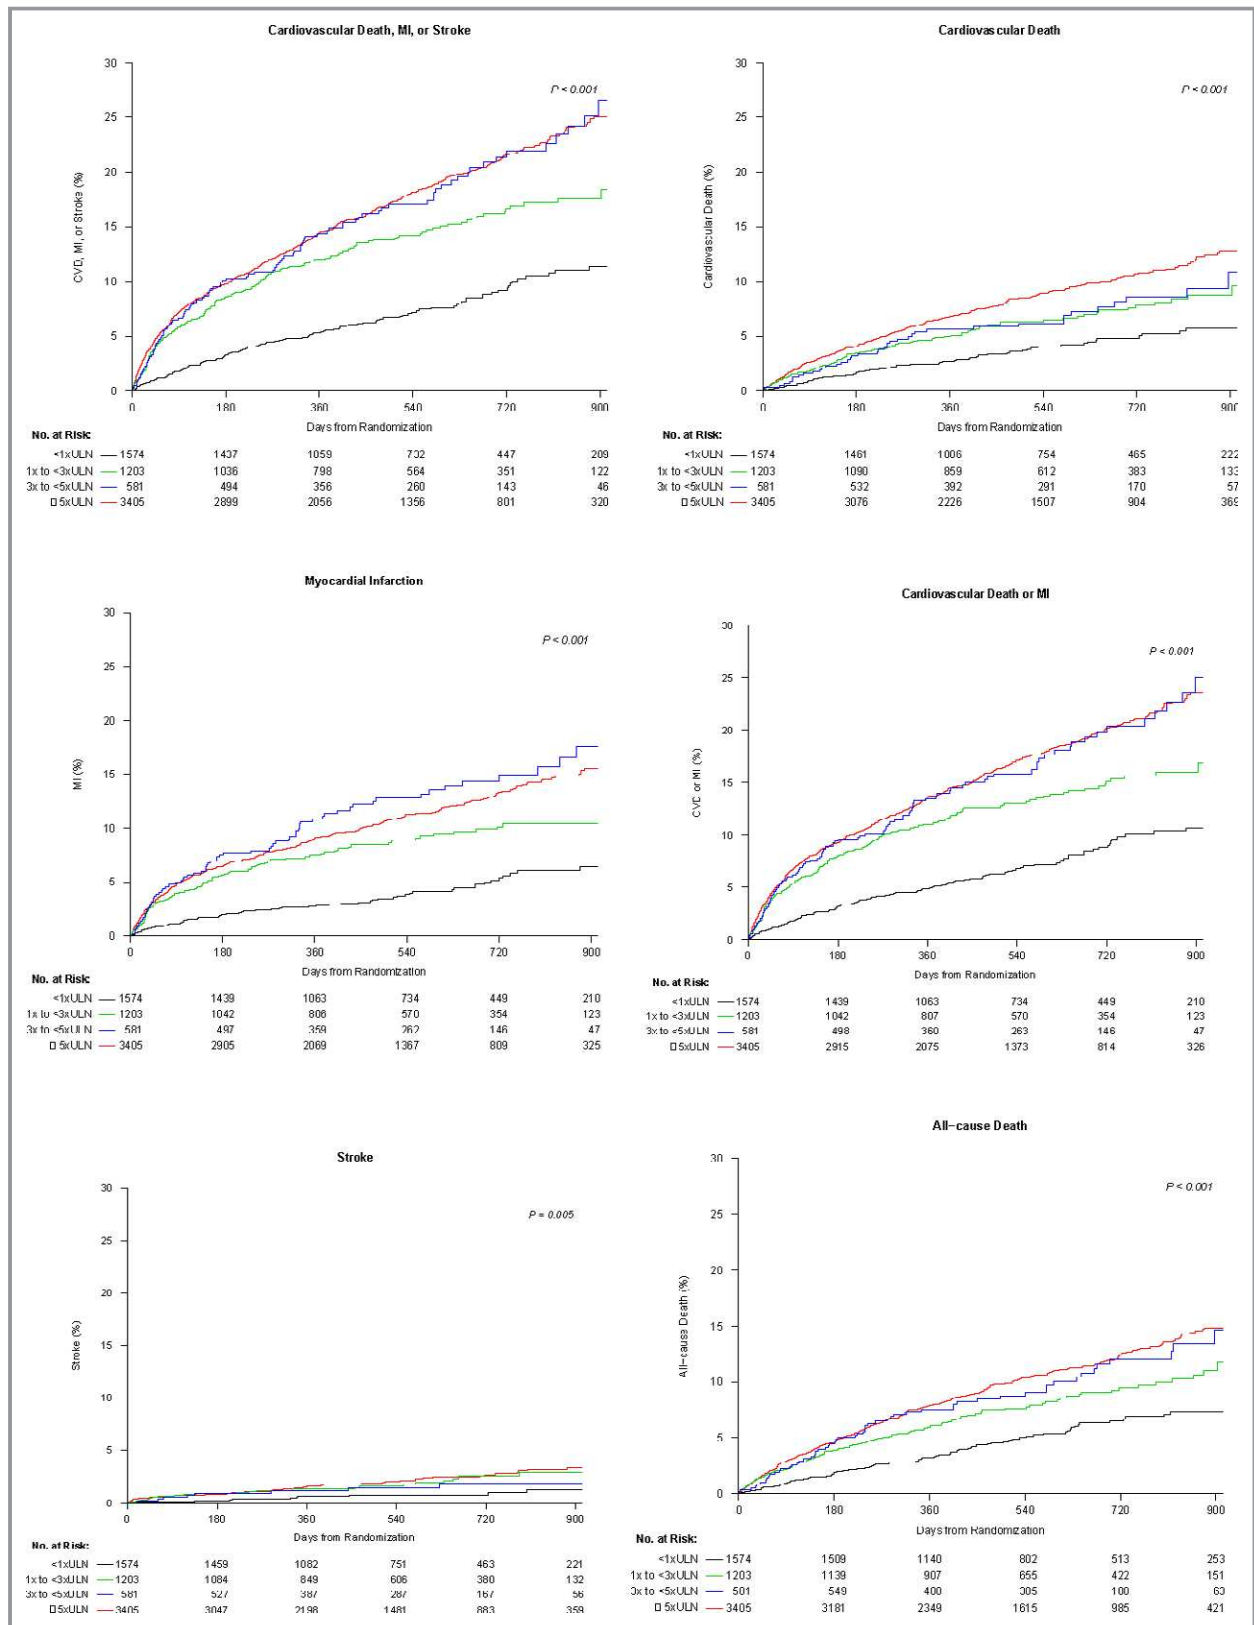 Cardiovascular Death, MI, or Stroke
30
25
20
15
10
5
0
CVD, MI, or Stroke (%)
P < 0.001
0 180 360 540 720 900
Days from Randomization
No. at Risk:
<1xULN 1574 1437 1059 732 447 209
1x to <3xULN 1203 1036 798 564 351 122
3x to <5xULN 581 494 356 260 143 46
□ 5xULN 3405 2899 2056 1356 801 320
Cardiovascular Death
30
25
20
15
10
5
0
Cardiovascular Death (%)
P < 0.001
0 180 360 540 720 900
Days from Randomization
No. at Risk:
<1xULN 1574 1461 1006 754 465 222
1x to <3xULN 1203 1090 859 612 383 133
3x to <5xULN 581 532 392 291 170 57
□ 5xULN 3405 3076 2226 1507 904 369
Myocardial Infarction
30
25
20
15
10
5
0
MI (%)
P < 0.001
0 180 360 540 720 900
Days from Randomization
No. at Risk:
<1xULN 1574 1439 1063 734 449 210
1x to <3xULN 1203 1042 806 570 354 123
3x to <5xULN 581 497 359 262 146 47
□ 5xULN 3405 2905 2069 1367 809 325
Cardiovascular Death or MI
30
25
20
15
10
5
0
CVD or MI (%)
P < 0.001
0 180 360 540 720 900
Days from Randomization
No. at Risk:
<1xULN 1574 1439 1063 734 449 210
1x to <3xULN 1203 1042 807 570 354 123
3x to <5xULN 581 498 360 263 146 47
□ 5xULN 3405 2915 2075 1373 814 326
Stroke
30
25
20
15
10
5
0
Stroke (%)
P = 0.005
0 180 360 540 720 900
Days from Randomization
No. at Risk:
<1xULN 1574 1459 1082 751 463 221
1x to <3xULN 1203 1084 849 606 380 132
3x to <5xULN 581 527 387 287 167 56
□ 5xULN 3405 3047 2198 1481 883 359
All-cause Death
30
25
20
15
10
5
0
All-cause Death (%)
P < 0.001
0 180 360 540 720 900
Days from Randomization
No. at Risk:
<1xULN 1574 1509 1140 802 513 253
1x to <3xULN 1203 1139 907 655 422 151
3x to <5xULN 549 400 305 63
□ 5xULN 3405 3181 2349 1615 985 421